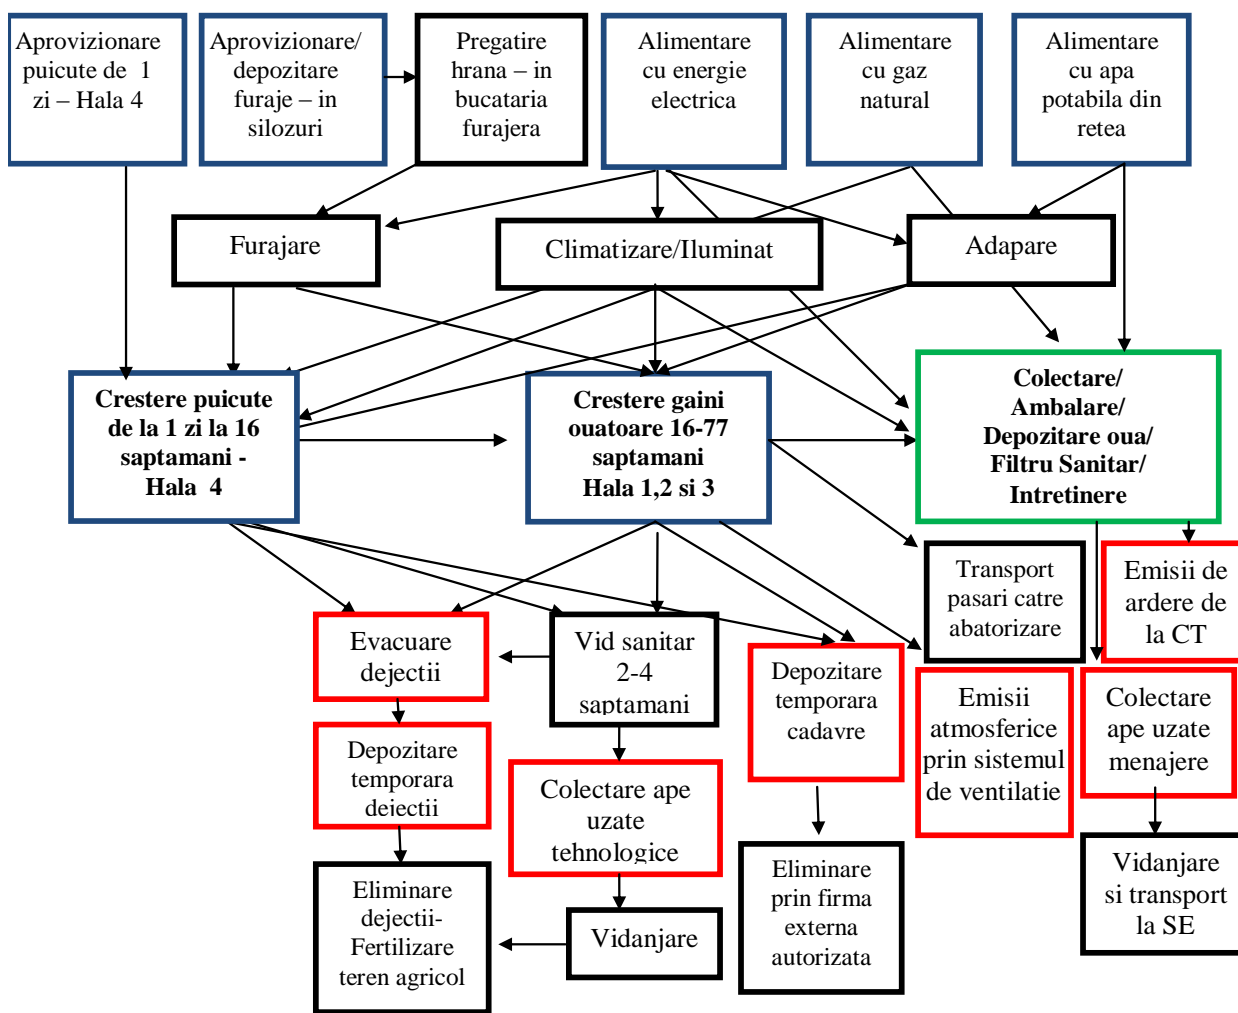 Aprovizionare
puicute de 1
zi – Hala 4
Aprovizionare/
depozitare
furaje – in
silozuri
Pregatire
hrana – in
bucataria
furajera
Alimentare
cu energie
electrica
Alimentare
cu gaz
natural
Alimentare
cu apa
potabila din
retea
Furajare
Climatizare/Iluminat
Adapare
Crestere puicute
de la 1 zi la 16
saptamani -
Hala 4
Crestere gaini
ouatoare 16-77
saptamani
Hala 1,2 si 3
Colectare/
Ambalare/
Depozitare oua/
Filtru Sanitar/
Intretinere
Transport
pasari catre
abatorizare
Emisii de
ardere de
la CT
Evacuare
dejectii
Vid sanitar
2-4
saptamani
Depozitare
temporara
cadavre
Emisii
atmosferice
prin sistemul
de ventilatie
Colectare
ape uzate
menajere
Depozitare
temporara
dejectii
Colectare ape
uzate
tehnologice
Eliminare
dejectii-
Fertilizare
teren agricol
Vidanjare
Eliminare
prin firma
externa
autorizata
Vidanjare
si transport
la SE